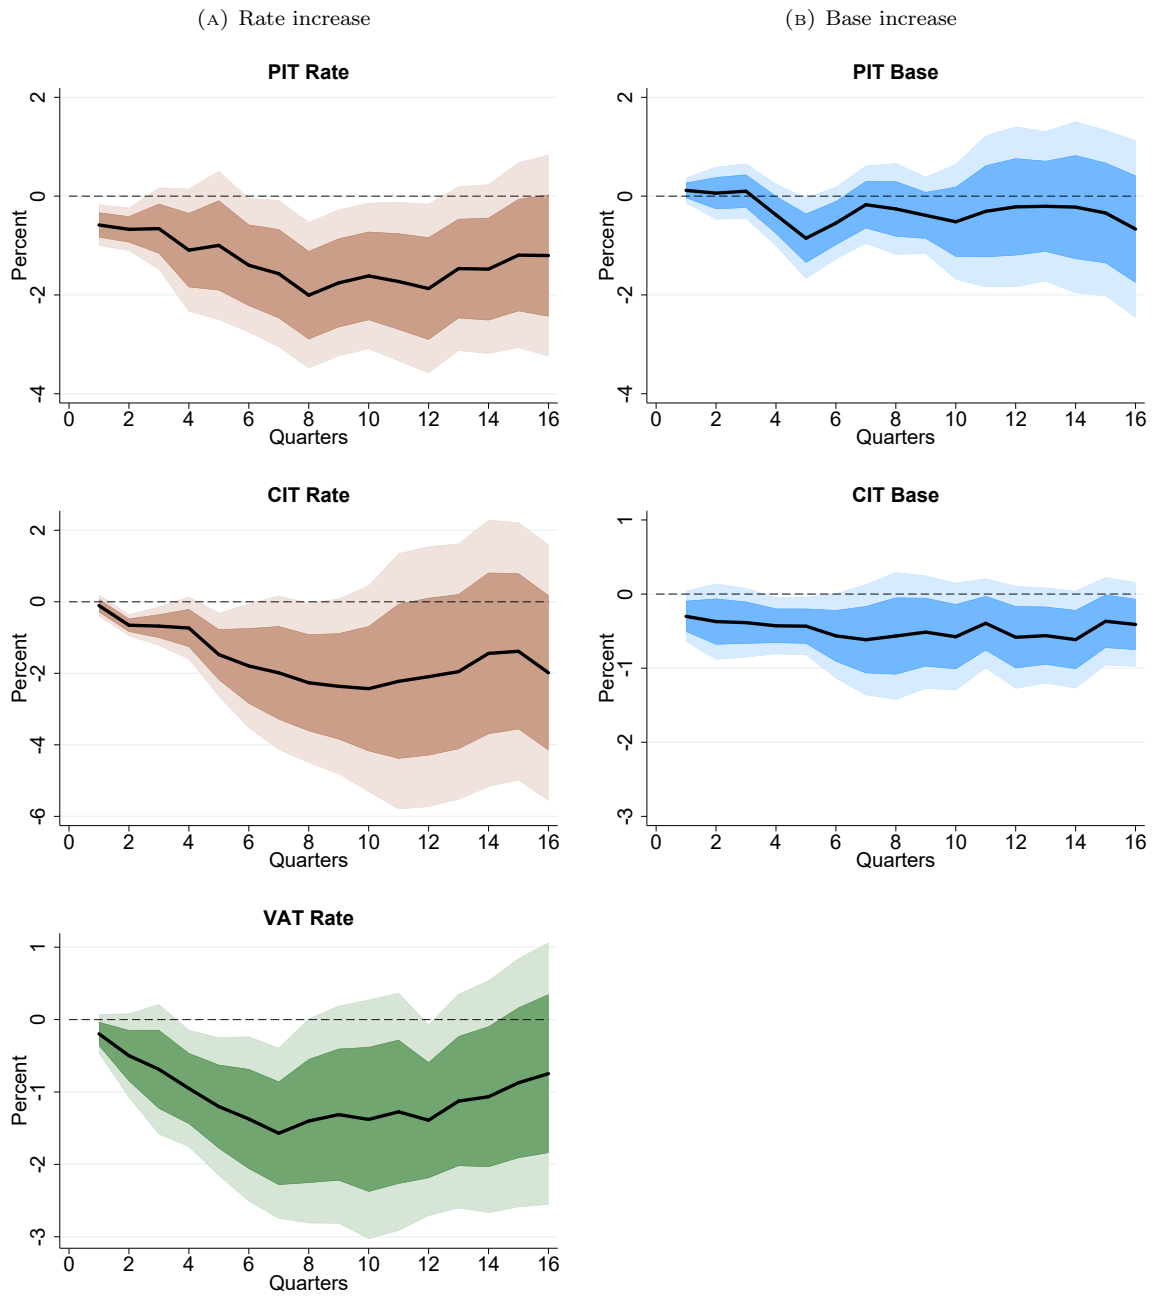 (A) Rate increase
(B) Base increase
PIT Rate
2
0
-2
-4
Percent
0 2 4 6 8 10 12 14 16
Quarters
PIT Base
2
0
-2
-4
Percent
0 2 4 6 8 10 12 14 16
Quarters
CIT Rate
2
0
-2
-4
-6
Percent
0 2 4 6 8 10 12 14 16
Quarters
CIT Base
1
0
-1
-2
-3
Percent
0 2 4 6 8 10 12 14 16
Quarters
VAT Rate
1
0
-1
-2
-3
Percent
0 2 4 6 8 10 12 14 16
Quarters